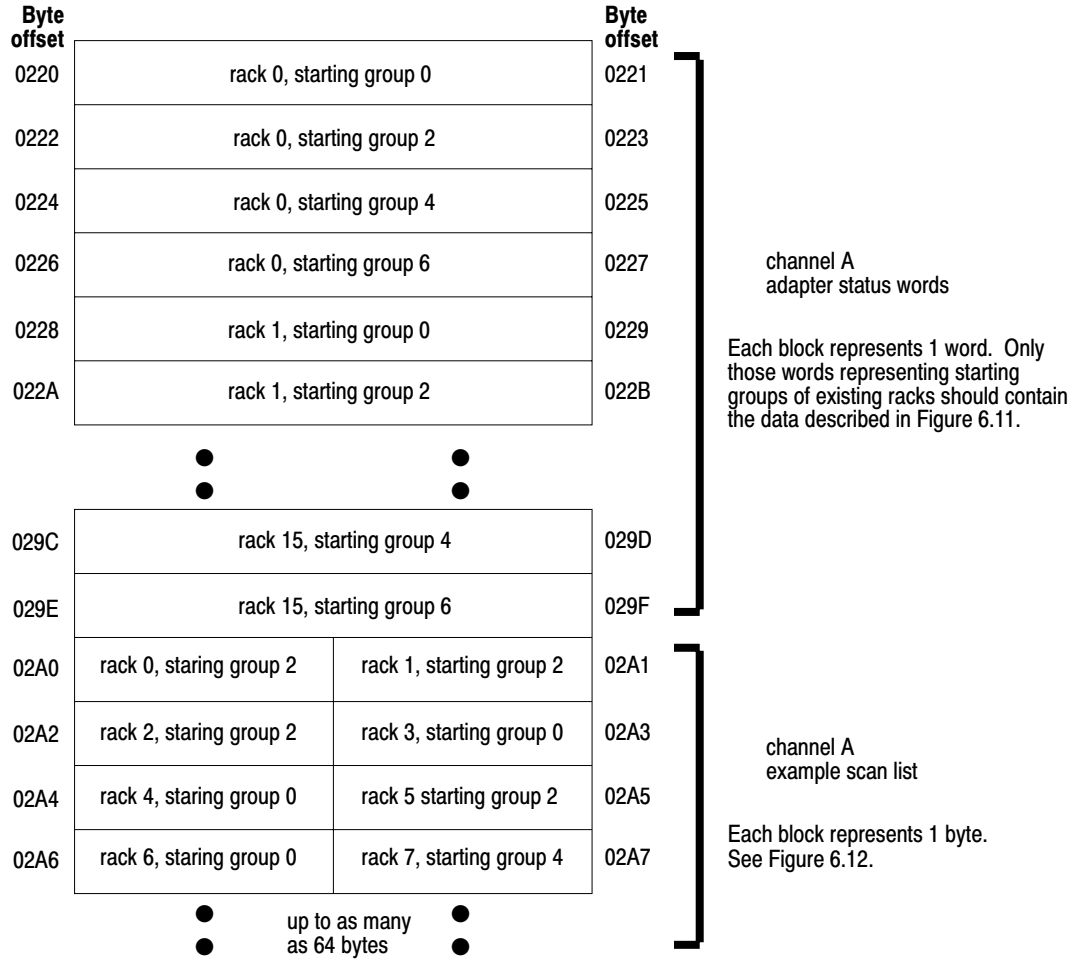 Byte offset Byte offset
0220 rack 0, starting group 0 0221
0222 rack 0, starting group 2 0223
0224 rack 0, starting group 4 0225
0226 rack 0, starting group 6 0227
0228 rack 1, starting group 0 0229
022A rack 1, starting group 2 022B
channel A
adapter status words
Each block represents 1 word. Only
those words representing starting
groups of existing racks should contain
the data described in Figure 6.11.
029C rack 15, starting group 4 029D
029E rack 15, starting group 6 029F
02A0 rack 0, staring group 2 rack 1, starting group 2 02A1
02A2 rack 2, staring group 2 rack 3, starting group 0 02A3
02A4 rack 4, staring group 0 rack 5 starting group 2 02A5
02A6 rack 6, staring group 0 rack 7, starting group 4 02A7
up to as many
as 64 bytes
channel A
example scan list
Each block represents 1 byte.
See Figure 6.12.